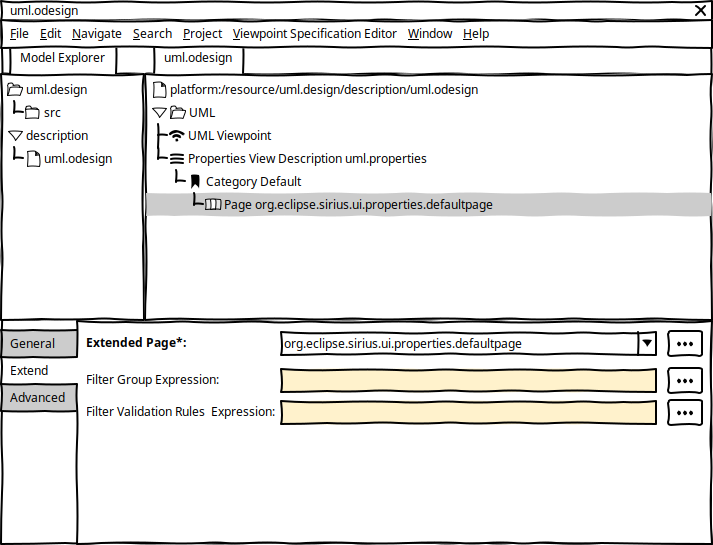 uml.odesign
File Edit Navigate Search Project Viewpoint Specification Editor Window Help
Model Explorer
uml.odesign
uml.design
src
description
uml.odesign
platform:/resource/uml.design/description/uml.odesign
UML
UML Viewpoint
Properties View Description uml.properties
Category Default
Page org.eclipse.sirius.ui.properties.defaultpage
General
Extend
Advanced
Extended Page*: org.eclipse.sirius.ui.properties.defaultpage
Filter Group Expression:
Filter Validation Rules Expression: